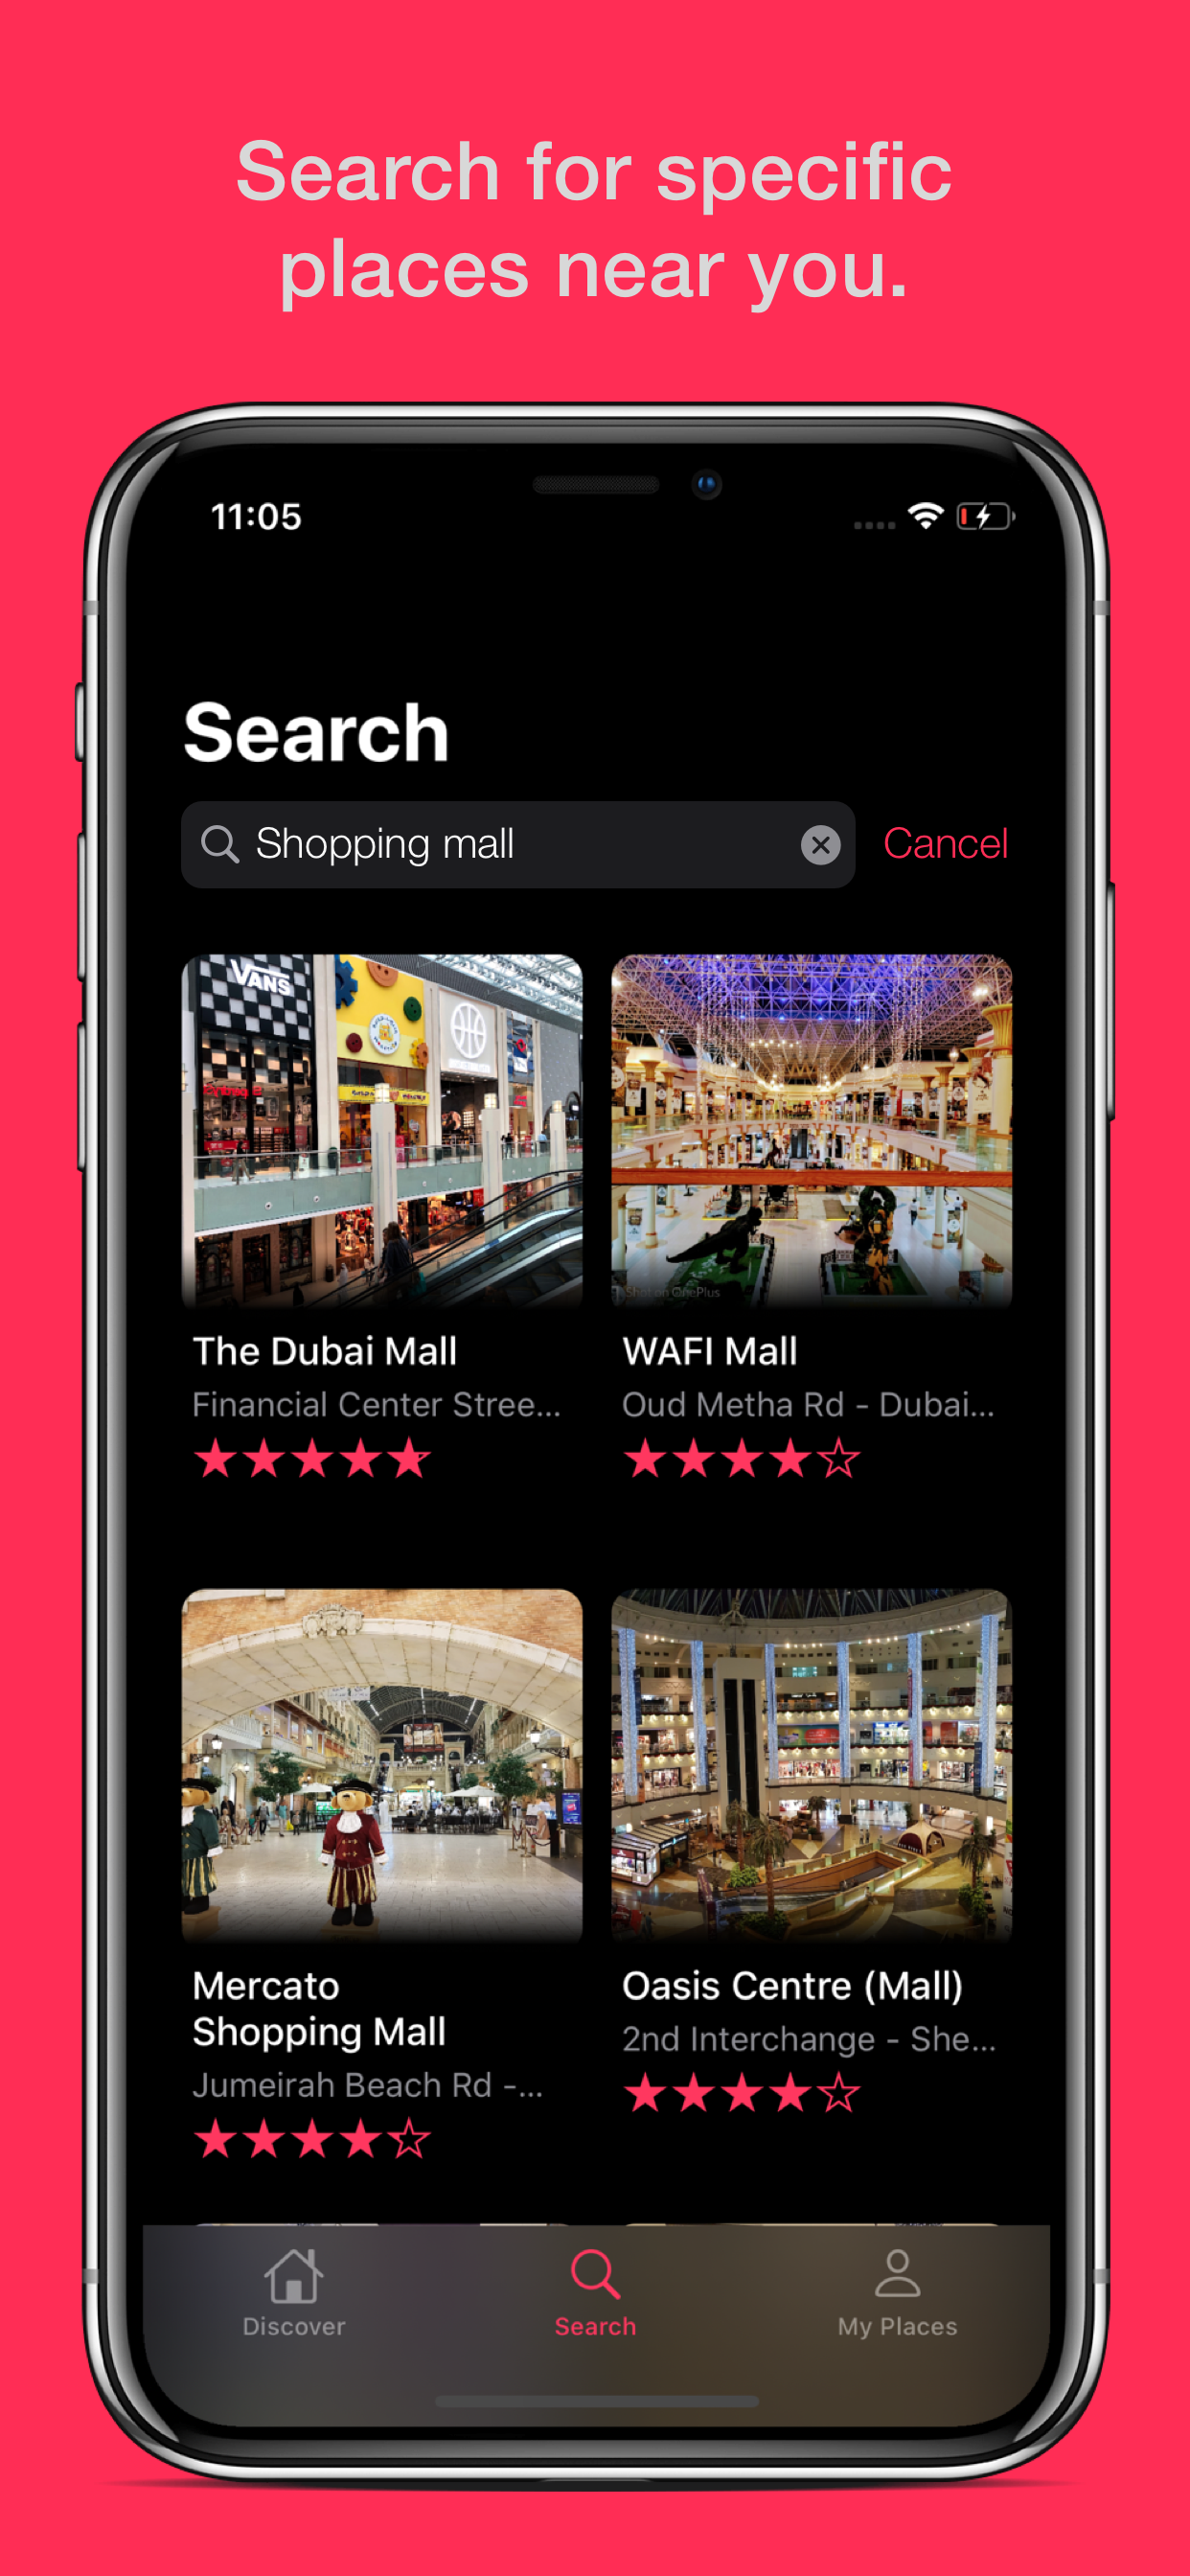 Search for specific
places near you.
11:05
Search
Shopping mall
Cancel
VANS
Shot on OnePlus
The Dubai Mall
Financial Center Stree...
WAFI Mall
Oud Metha Rd - Dubai...
Mercato
Shopping Mall
Jumeirah Beach Rd -...
Oasis Centre (Mall)
2nd Interchange - She...
Discover
Search
My Places